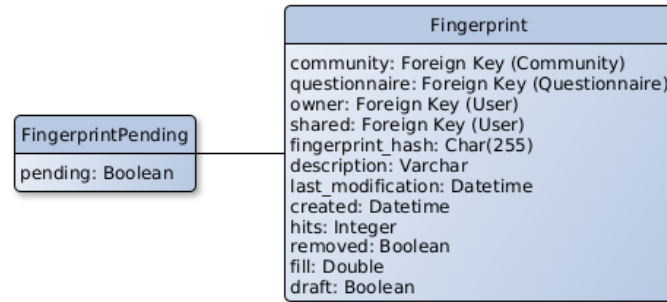 Fingerprint
community: Foreign Key (Community)
questionnaire: Foreign Key (Questionnaire)
owner: Foreign Key (User)
shared: Foreign Key (User)
fingerprint_hash: Char(255)
description: Varchar
last_modification: Datetime
created: Datetime
hits: Integer
removed: Boolean
fill: Double
draft: Boolean
FingerprintPending
pending: Boolean